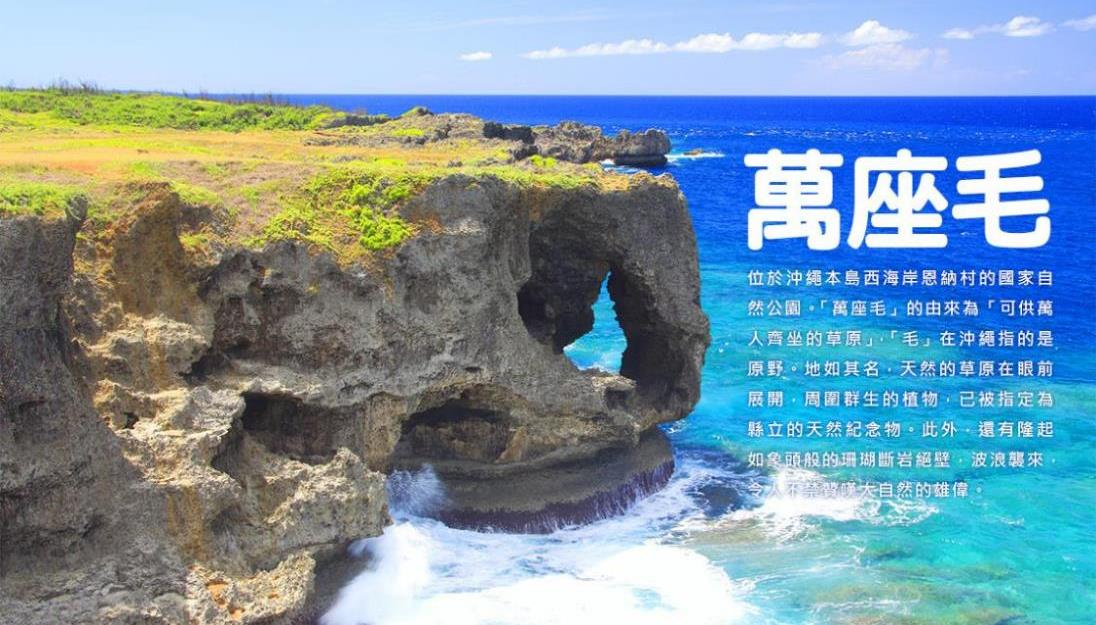 萬座毛
位於沖繩本島西海岸恩納村的國家自
然公園。「萬座毛」的由來為「可供萬
人齊坐的草原」，「毛」在沖繩指的是
原野。地如其名，天然的草原在眼前
展開，周圍群生的植物，已被指定為
縣立的天然紀念物。此外，還有隆起
如象頭般的珊瑚斷岩絕壁，波浪襲來，
令人不禁贊嘆大自然的雄偉。